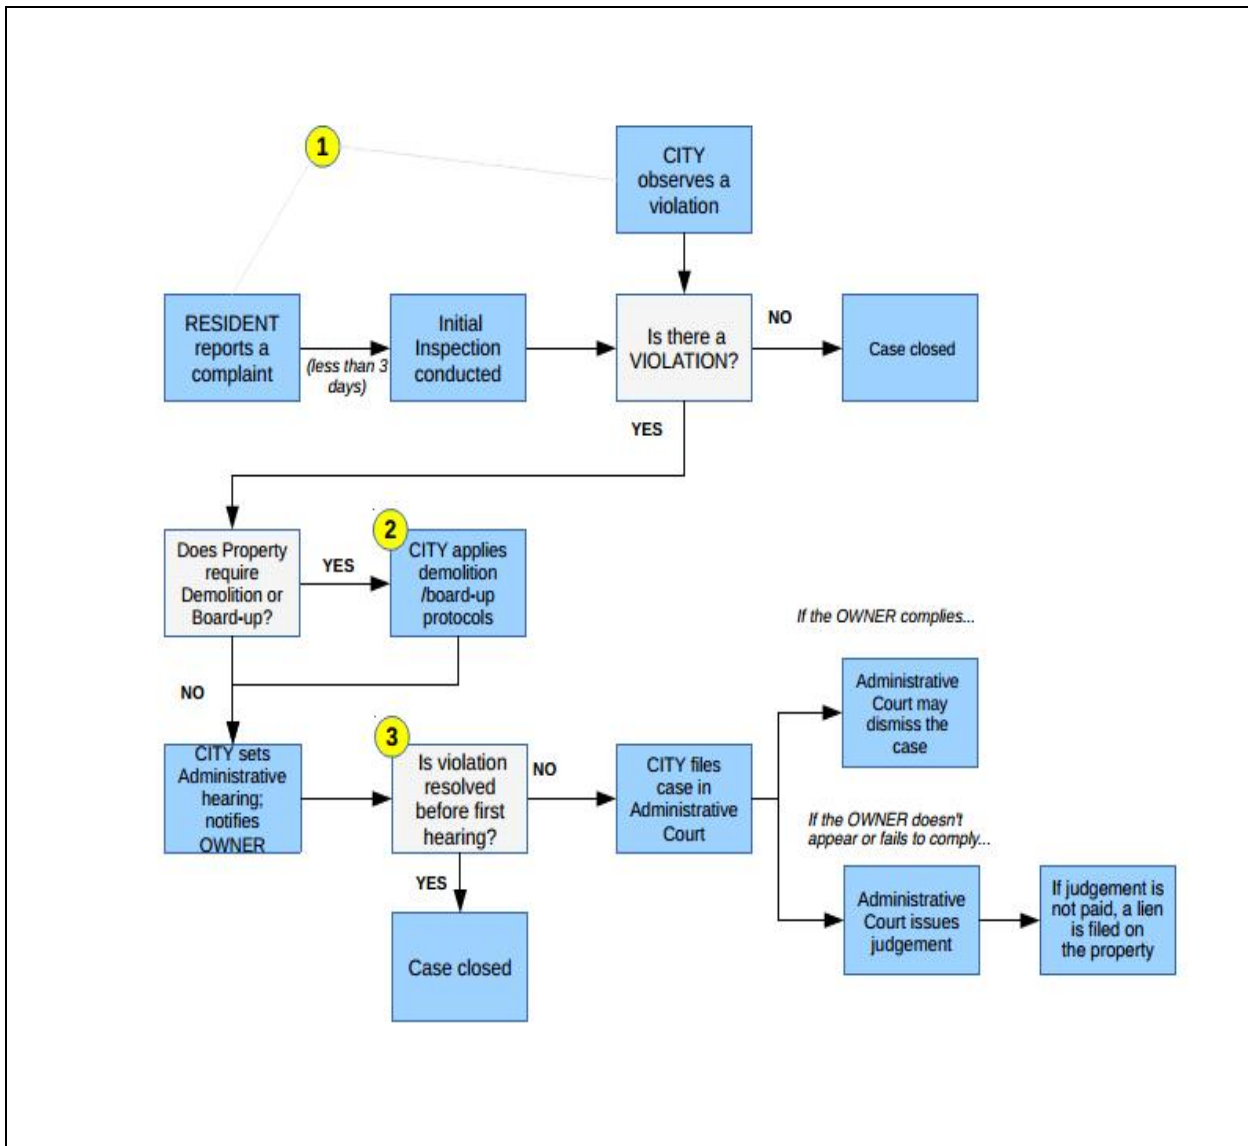 1
CITY
observes a
violation
RESIDENT
reports a
complaint
(less than 3
days)
Initial
Inspection
conducted
Is there a
VIOLATION?
NO
Case closed
YES
Does Property
require
Demolition or
Board-up?
YES
2
CITY applies
demolition
/board-up
protocols
NO
CITY sets
Administrative
hearing;
notifies
OWNER
3
Is violation
resolved
before first
hearing?
NO
YES
Case closed
CITY files
case in
Administrative
Court
If the OWNER complies...
Administrative
Court may
dismiss the
case
If the OWNER doesn't
appear or fails to comply...
Administrative
Court issues
judgement
If judgement is
not paid, a lien
is filed on
the property